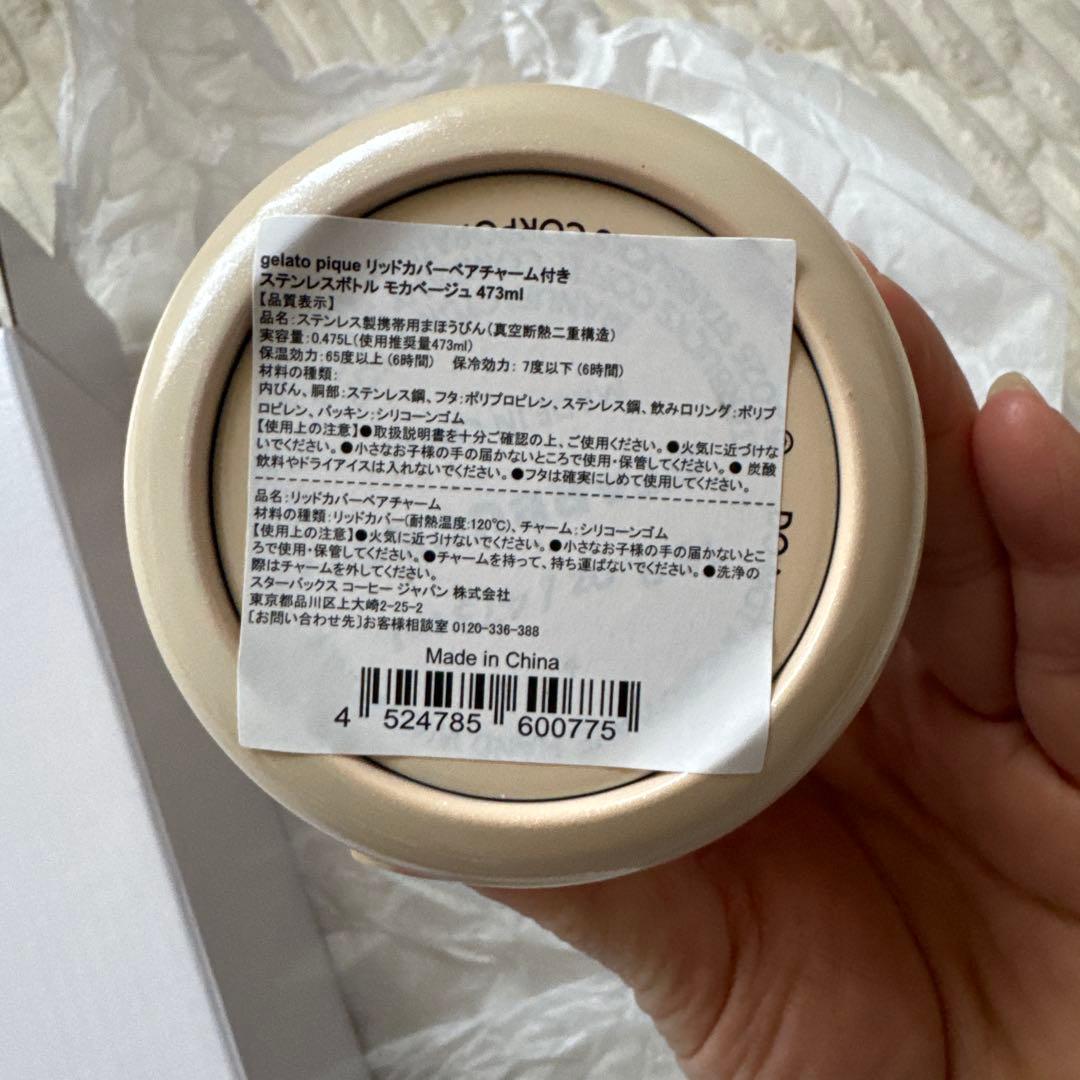 gelato pique リッドカバーベアチャーム付き
ステンレスボトル モカベージュ 473ml
【品質表示】
品名:ステンレス製携帯用まほうびん(真空断熱二重構造)
実容量:0.475L(使用推奨量473ml)
保温効力:65度以上(6時間) 保冷効力: 7度以下(6時間)
材料の種類:
内びん、胴部:ステンレス鋼、フタ:ポリプロピレン、ステンレス鋼、飲み口リング:ポリプ
ロピレン、パッキン:シリコーンゴム
【使用上の注意】●取扱説明書を十分ご確認の上、ご使用ください。●火気に近づけな
いでください。●小さなお子様の手の届かないところで使用・保管してください。● 炭酸
飲料やドライアイスは入れないでください。●フタは確実にしめて使用してください。
品名:リッドカバーベアチャーム
材料の種類:リッドカバー(耐熱温度:120℃)、チャーム:シリコーンゴム
【使用上の注意】●火気に近づけないでください。●小さなお子様の手の届かないとこ
ろで使用・保管してください。●チャームを持って、持ち運ばないでください。●洗浄の
際はチャームを外してください。
スターバックス コーヒー ジャパン 株式会社
東京都品川区上大崎2-25-2
[お問い合わせ先]お客様相談室 0120-336-388
Made in China
4 524785 600775